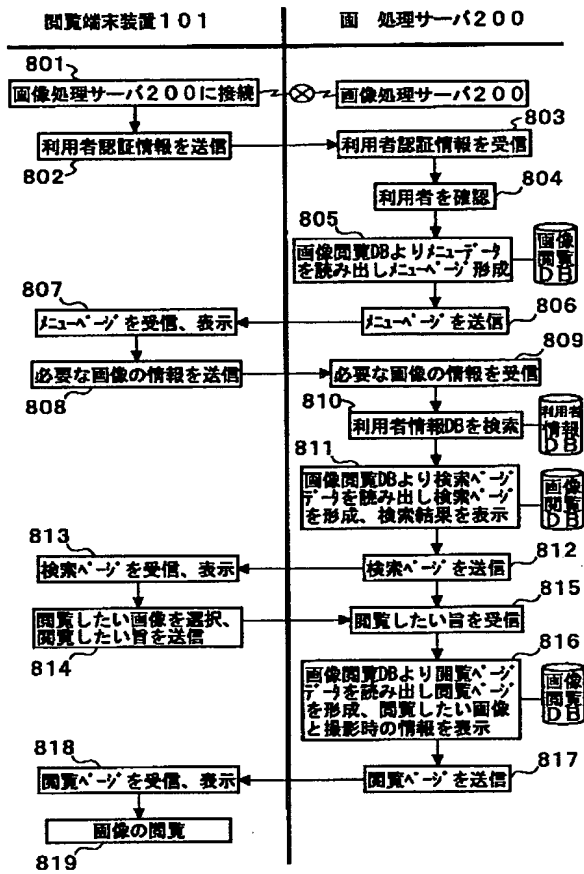 閲覧端末装置101
画 処理サーバ200
801
画像処理サーバ200に接続
画像処理サーバ200
802
利用者認証情報を送信
803
利用者認証情報を受信
804
利用者を確認
805
画像閲覧DBよりメニューデータ
を読み出しメニューページ形成
画像
閲覧
DB
807
メニューページを受信、表示
メニューページを送信
806
必要な画像の情報を送信
808
809
必要な画像の情報を受信
810
利用者情報DBを検索
利用者
情報
DB
811
画像閲覧DBより検索ページ
データを読み出し検索ページ
を形成、検索結果を表示
画像
閲覧
DB
813
検索ページを受信、表示
検索ページを送信
812
閲覧したい画像を選択、
閲覧したい旨を送信
814
815
閲覧したい旨を受信
816
画像閲覧DBより閲覧ページ
データを読み出し閲覧ページ
を形成、閲覧したい画像
と撮影時の情報を表示
画像
閲覧
DB
818
閲覧ページを受信、表示
閲覧ページを送信
817
画像の閲覧
819